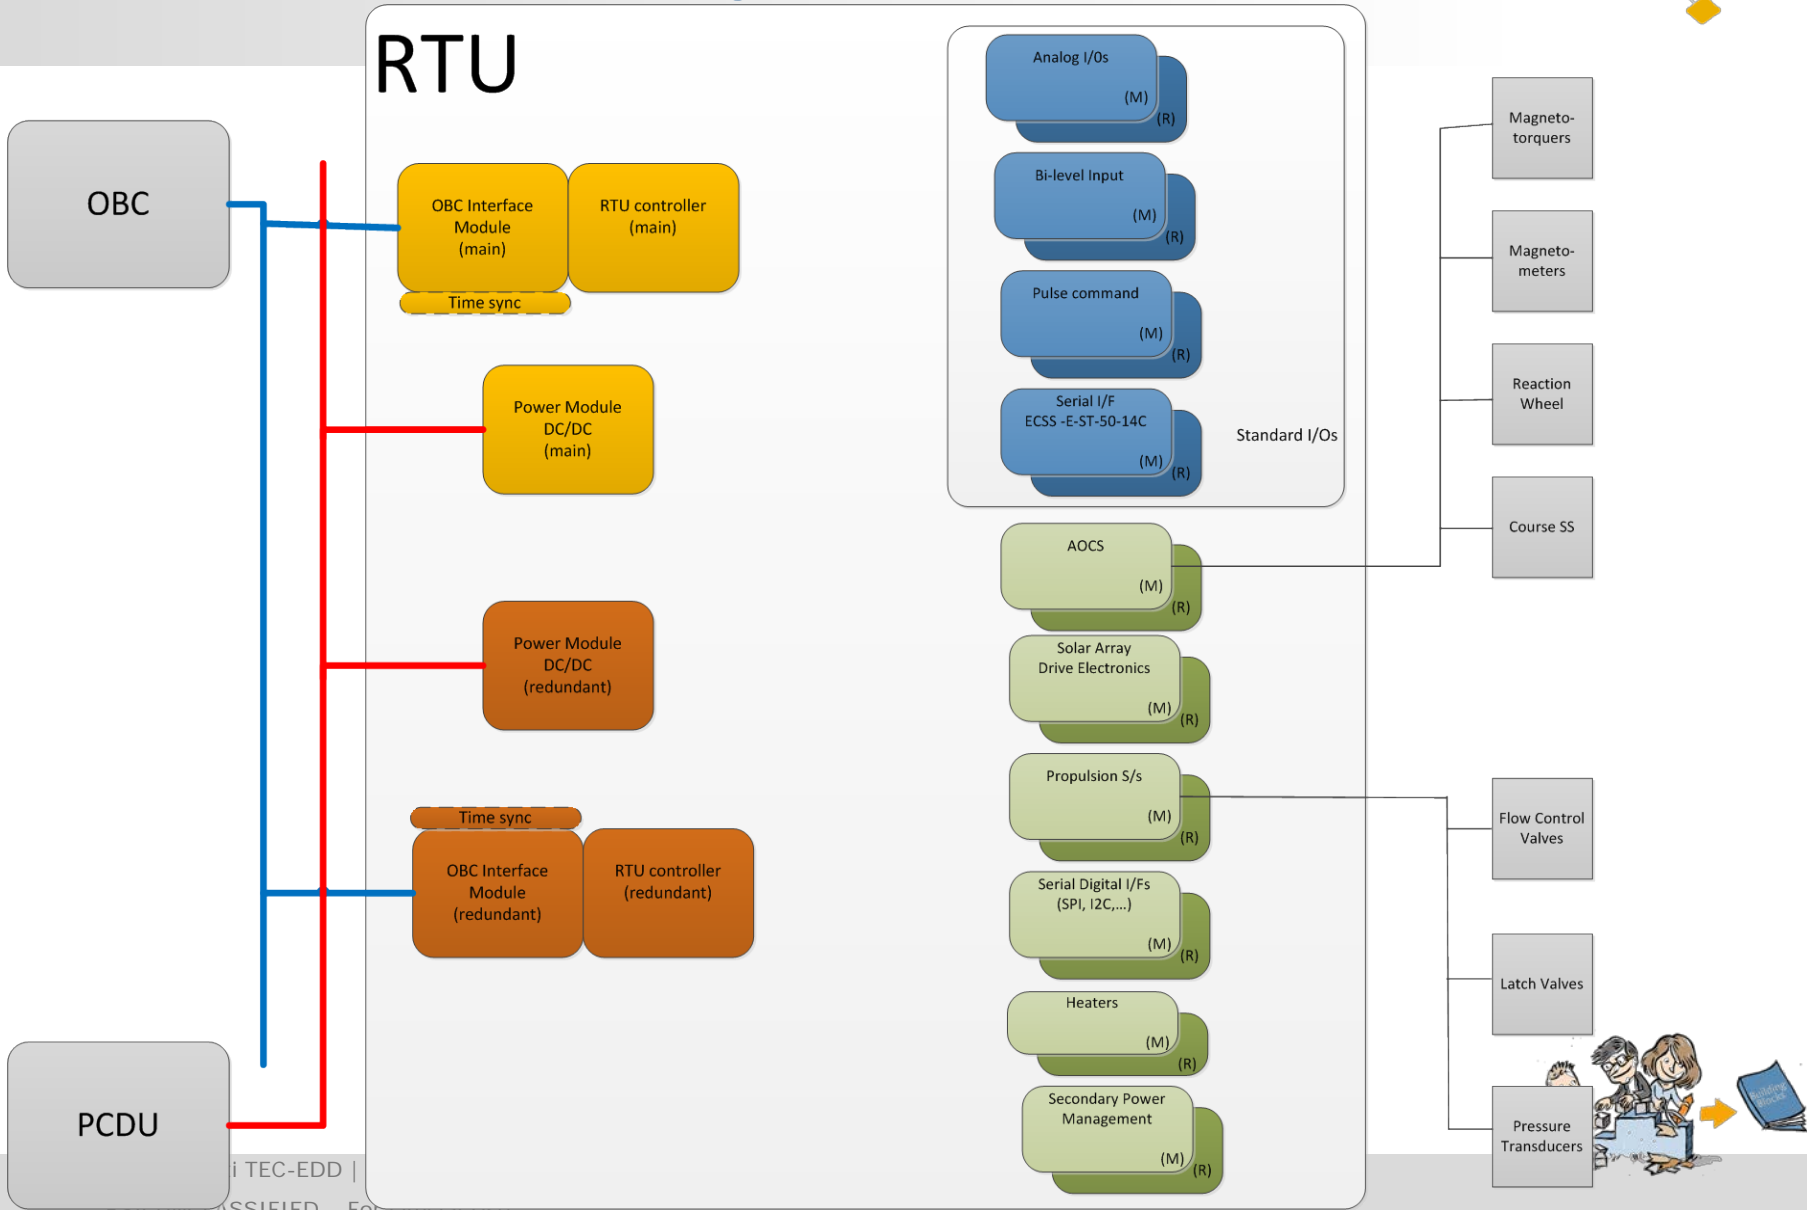 RTU
OBC
PCDU
OBC Interface
Module
(main)
RTU controller
(main)
Time sync
Power Module
DC/DC
(main)
Power Module
DC/DC
(redundant)
Time sync
OBC Interface
Module
(redundant)
RTU controller
(redundant)
Analog I/0s
(M)
(R)
Bi-level Input
(M)
(R)
Pulse command
(M)
(R)
Serial I/F
ECSS -E-ST-50-14C
(M)
(R)
Standard I/Os
AOCS
(M)
(R)
Solar Array
Drive Electronics
(M)
(R)
Propulsion S/s
(M)
(R)
Serial Digital I/Fs
(SPI, I2C,...)
(M)
(R)
Heaters
(M)
(R)
Secondary Power
Management
(M)
(R)
Magneto-
torquers
Magneto-
meters
Reaction
Wheel
Course SS
Flow Control
Valves
Latch Valves
Pressure
Transducers
Building
Blocks
i TEC-EDD |